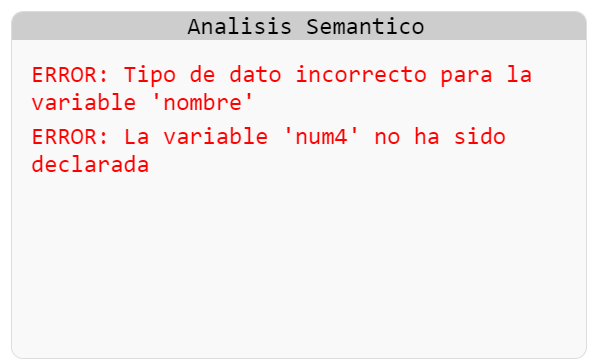 Analisis Semantico
ERROR: Tipo de dato incorrecto para la
variable 'nombre'
ERROR: La variable 'num4' no ha sido
declarada